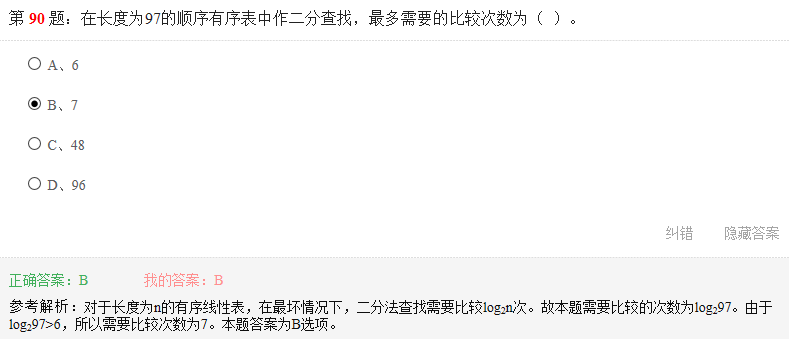 第 90 题：在长度为97的顺序有序表中作二分查找，最多需要的比较次数为（ ）。
A、6
B、7
C、48
D、96
纠错 隐藏答案
正确答案：B 我的答案：B
参考解析：对于长度为n的有序线性表，在最坏情况下，二分法查找需要比较log₂n次。故本题需要比较的次数为log₂97。由于
log₂97>6，所以需要比较次数为7。本题答案为B选项。